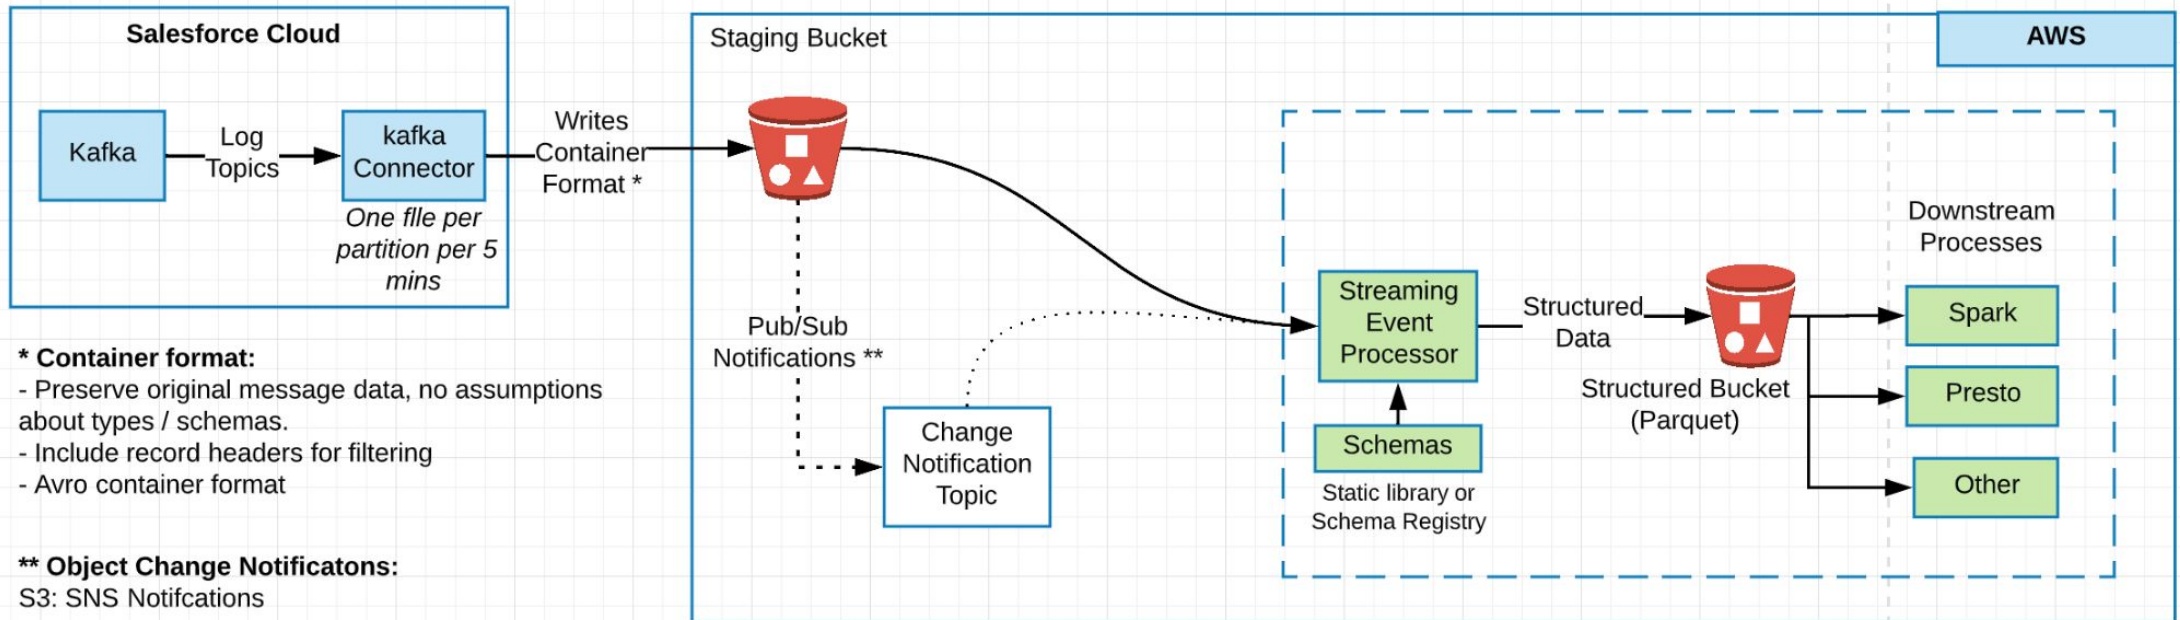 Salesforce Cloud
Kafka
Log
Topics
kafka
Connector
One flle per
partition per 5
mins
Writes
Container
Format *
* Container format:
- Preserve original message data, no assumptions
about types / schemas.
- Include record headers for filtering
- Avro container format
** Object Change Notificatons:
S3: SNS Notifcations
AWS
Staging Bucket
Pub/Sub
Notifications **
Change
Notification
Topic
Streaming
Event
Processor
Schemas
Static library or
Schema Registry
Structured
Data
Structured Bucket
(Parquet)
Downstream
Processes
Spark
Presto
Other